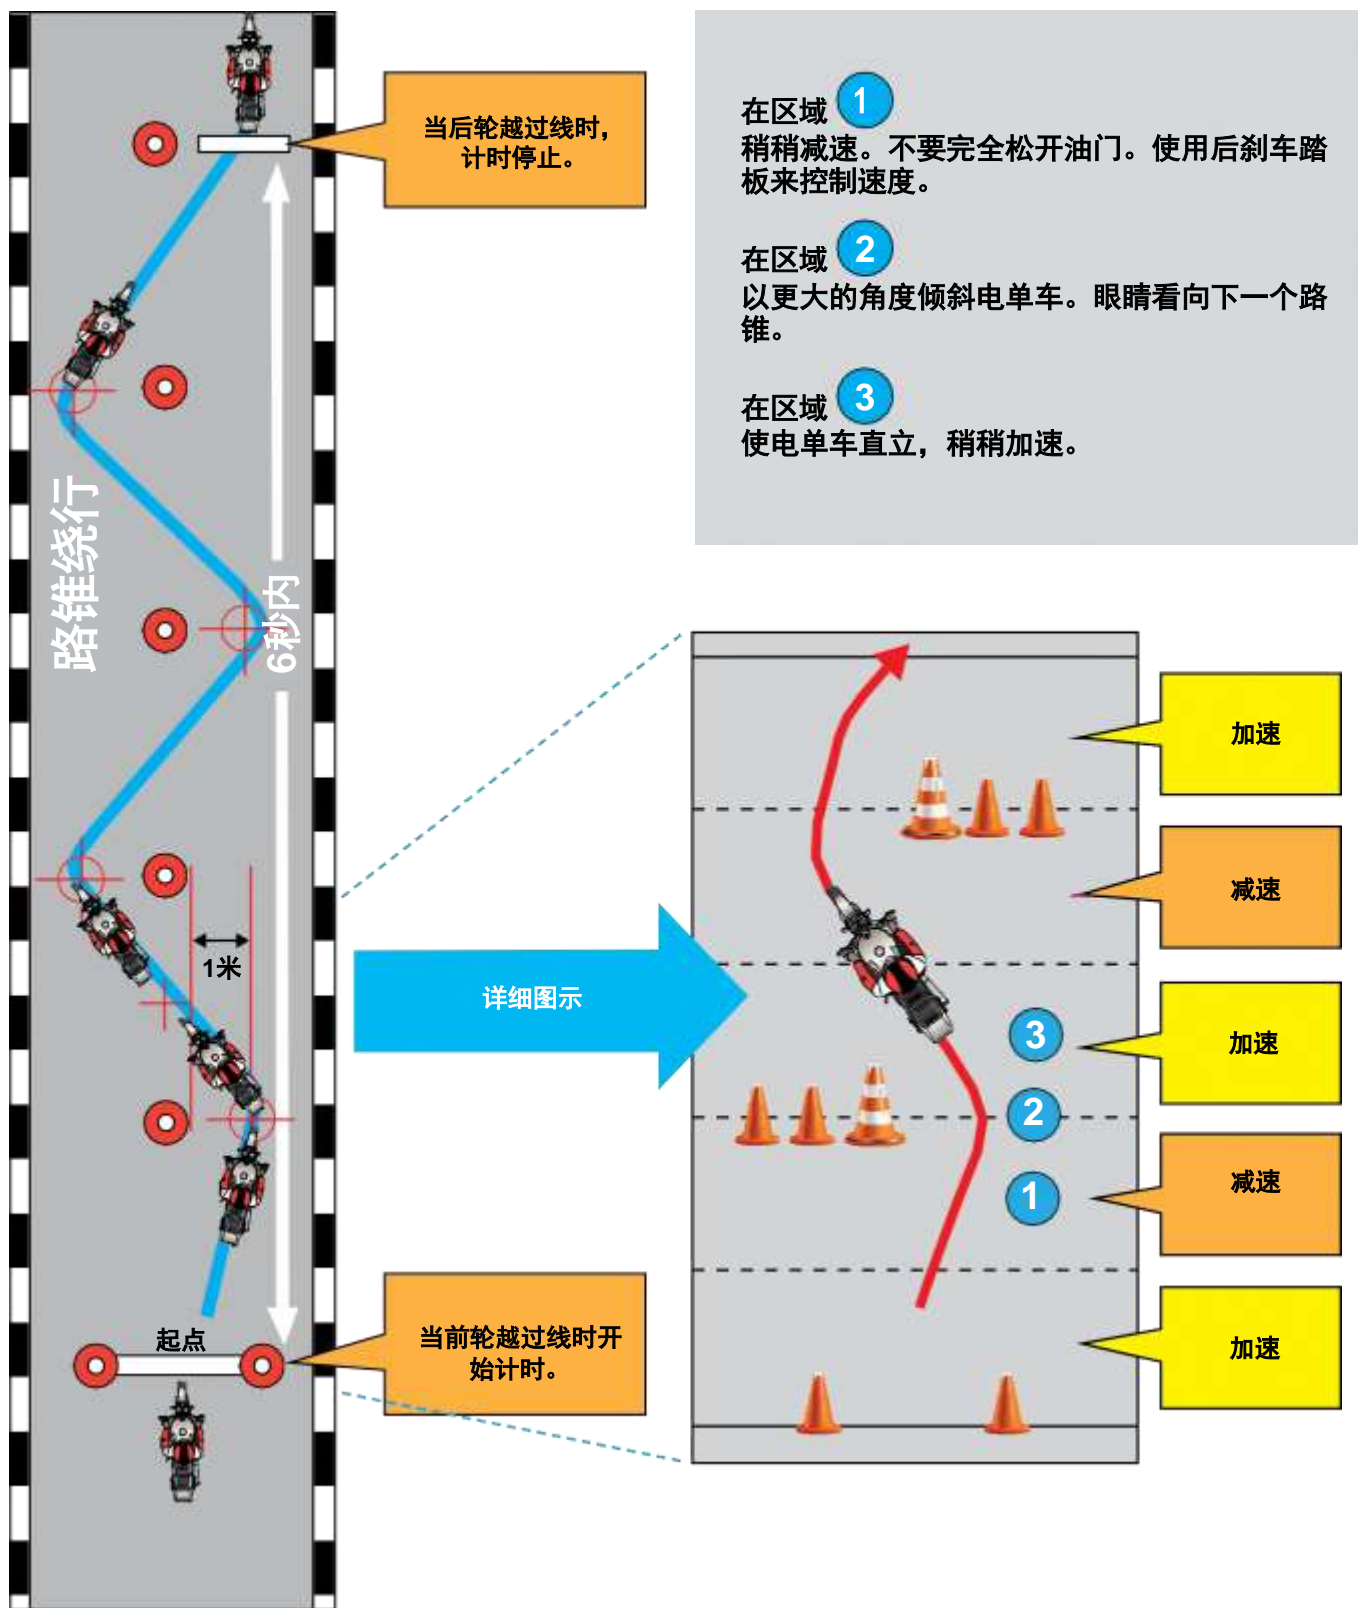 当后轮越过线时，
计时停止。
在区域 1
稍稍减速。不要完全松开油门。使用后刹车踏
板来控制速度。
在区域 2
以更大的角度倾斜电单车。眼睛看向下一个路
锥。
在区域 3
使电单车直立，稍稍加速。
路锥绕行
6秒内
1米
详细图示
加速
减速
3
加速
2
1
减速
加速
起点
当前轮越过线时开
始计时。